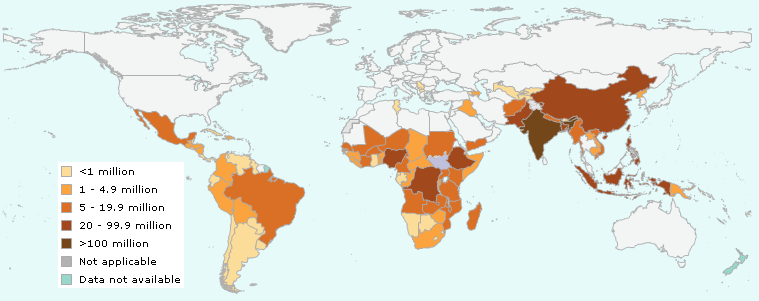 <1 million
1 - 4.9 million
5 - 19.9 million
20 - 99.9 million
>100 million
Not applicable
Data not available